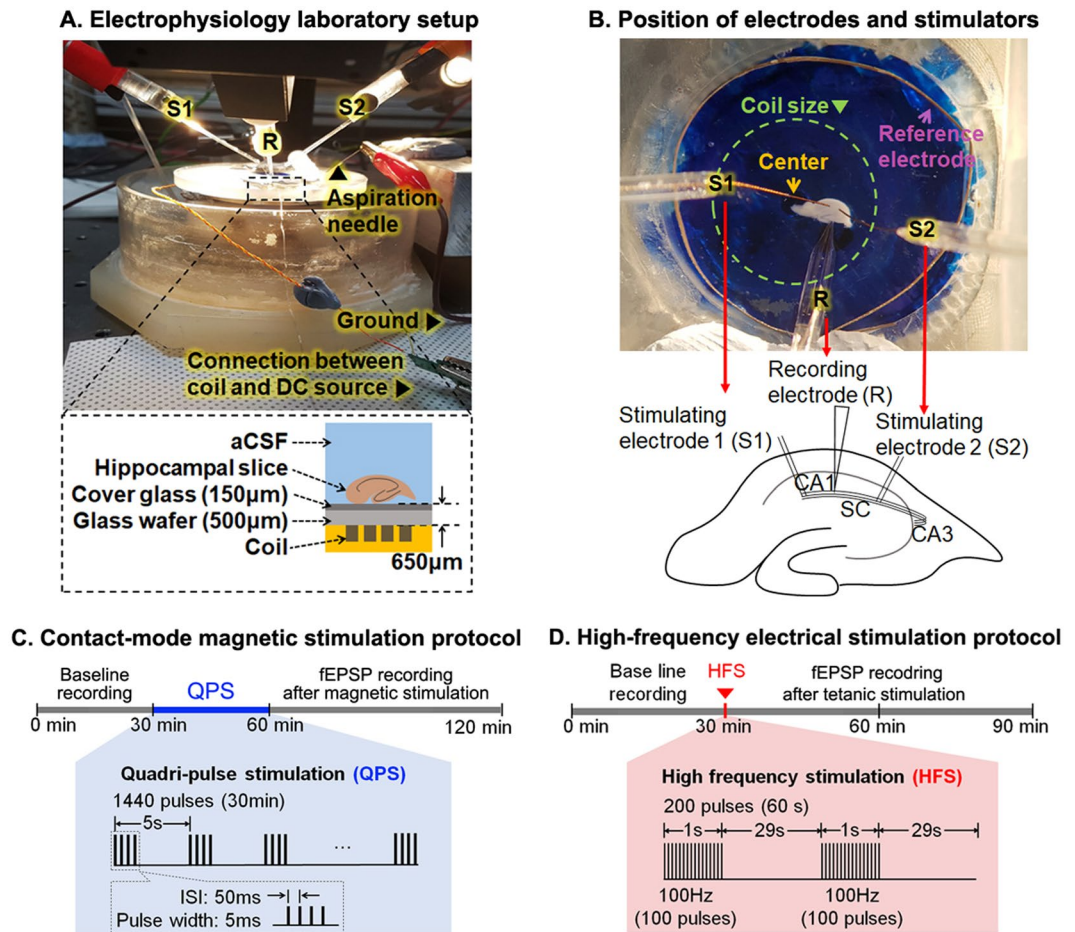 A. Electrophysiology laboratory setup
S1
S2
R
Aspiration
needle
Ground
Connection between
coil and DC source
aCSF
Hippocampal slice
Cover glass (150μm)
Glass wafer (500μm)
Coil
650μm
B. Position of electrodes and stimulators
Coil size
Reference
electrode
Center
S1
S2
R
Recording
electrode (R)
Stimulating
electrode 1 (S1)
Stimulating
electrode 2 (S2)
CA1
SC
CA3
C. Contact-mode magnetic stimulation protocol
Baseline
recording
QPS
fEPSP recording
after magnetic stimulation
0 min
30 min
60 min
120 min
Quadri-pulse stimulation (QPS)
1440 pulses (30min)
5s
...
ISI: 50ms
Pulse width: 5ms
D. High-frequency electrical stimulation protocol
Base line
recording
HFS
fEPSP recodring
after tetanic stimulation
0 min
30 min
60 min
90 min
High frequency stimulation (HFS)
200 pulses (60 s)
1s
29s
1s
29s
100Hz
(100 pulses)
100Hz
(100 pulses)